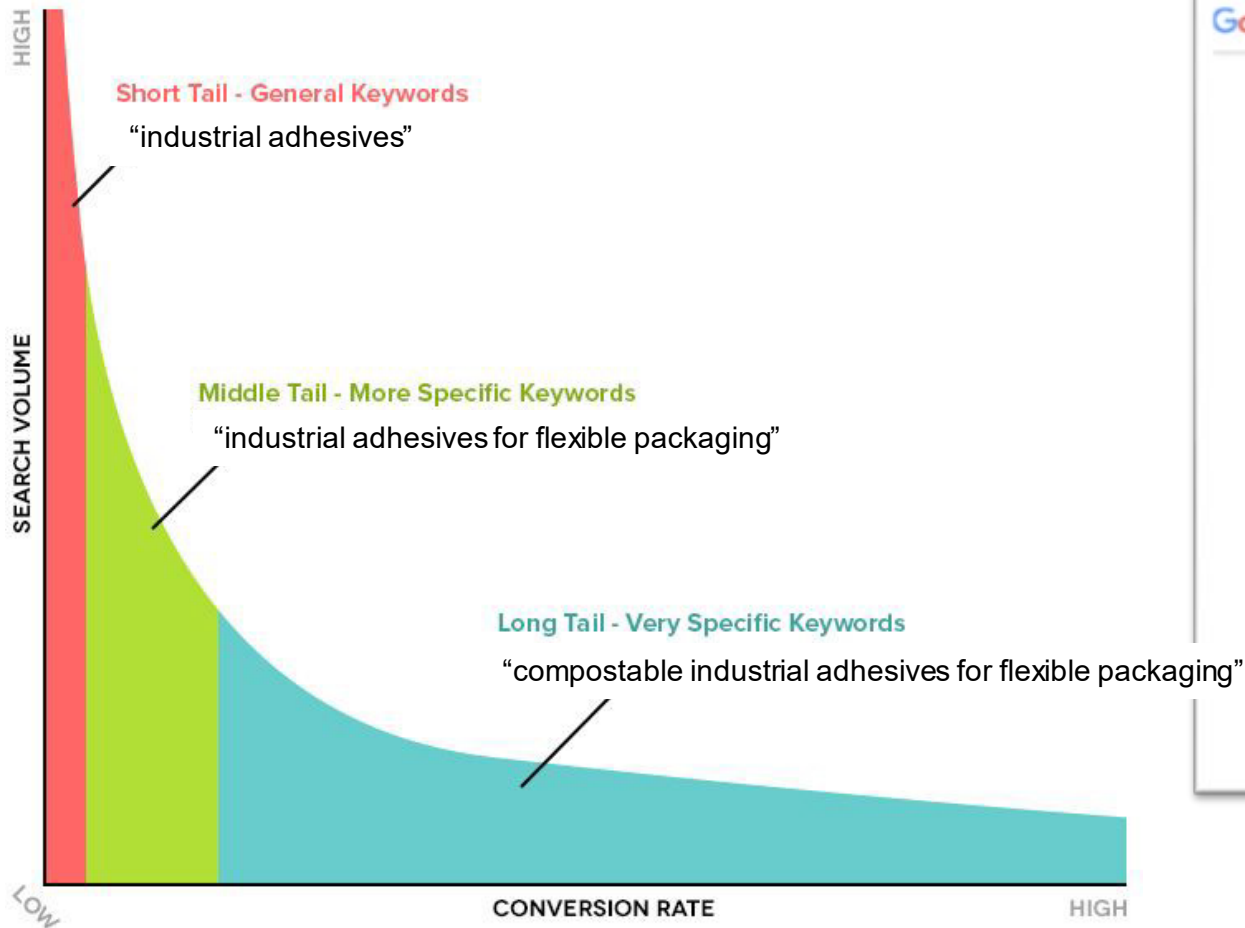 HIGH
Short Tail - General Keywords
“industrial adhesives”
SEARCH VOLUME
Middle Tail - More Specific Keywords
“industrial adhesives for flexible packaging”
Long Tail - Very Specific Keywords
“compostable industrial adhesives for flexible packaging”
LOW
CONVERSION RATE
HIGH